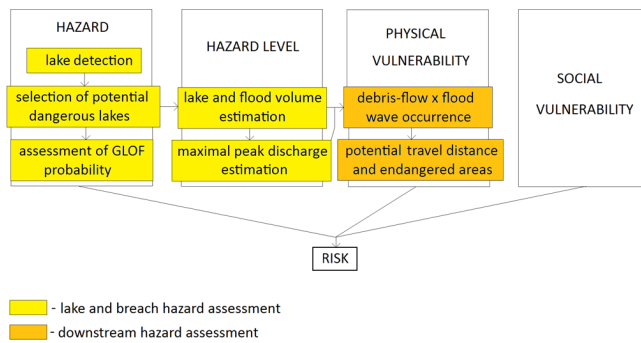 HAZARD
lake detection
selection of potential
dangerous lakes
assessment of GLOF
probability
HAZARD LEVEL
lake and flood volume
estimation
maximal peak discharge
estimation
PHYSICAL
VULNERABILITY
debris-flow x flood
wave occurrence
potential travel distance
and endangered areas
SOCIAL
VULNERABILITY
RISK
- lake and breach hazard assessment
- downstream hazard assessment